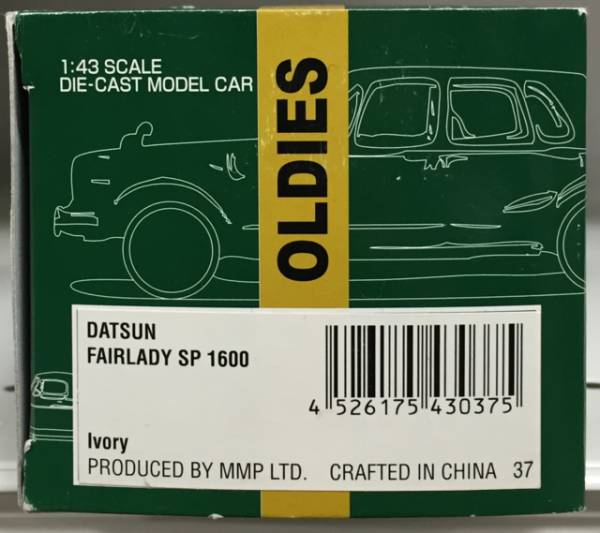 1:43 SCALE
DIE-CAST MODEL CAR
OLDIES
DATSUN
FAIRLADY SP 1600
4 526175 430375
Ivory
PRODUCED BY MMP LTD. CRAFTED IN CHINA 37